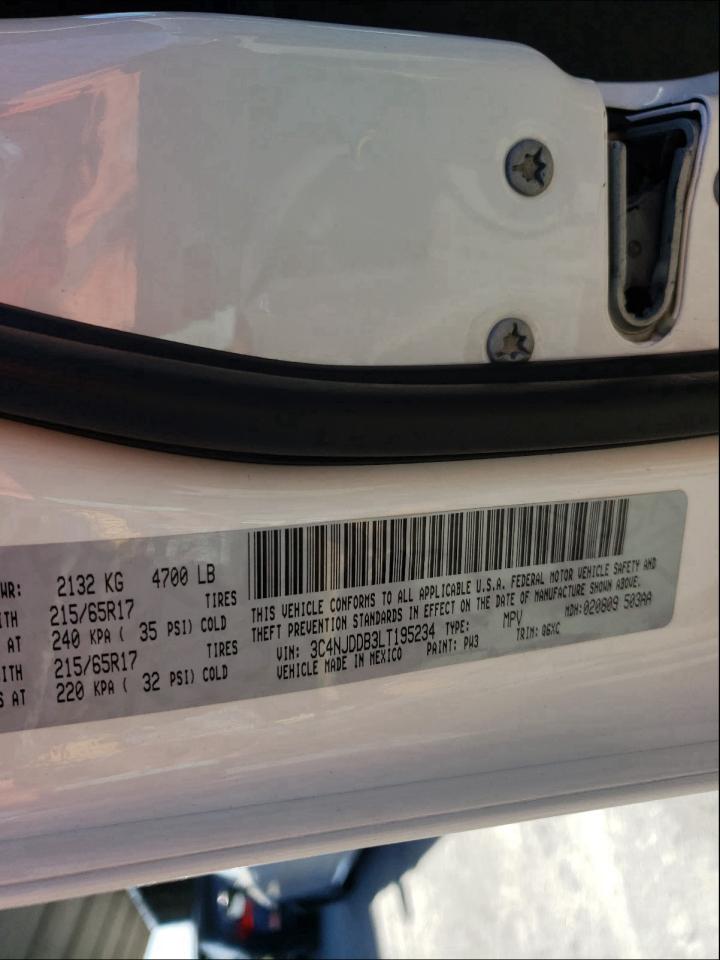 WR: 2132 KG 4700 LB
ITH 215/65R17 TIRES
AT 240 KPA ( 35 PSI) COLD
ITH 215/65R17 TIRES
S AT 220 KPA ( 32 PSI) COLD
THIS VEHICLE CONFORMS TO ALL APPLICABLE U.S.A. FEDERAL MOTOR VEHICLE SAFETY AND
THEFT PREVENTION STANDARDS IN EFFECT ON THE DATE OF MANUFACTURE SHOWN ABOVE.
VIN: 3C4NJDDB3LT195234 TYPE: MPV MDH:020809 503AA
VEHICLE MADE IN MEXICO PAINT: PW3 TRIM: Q6XC